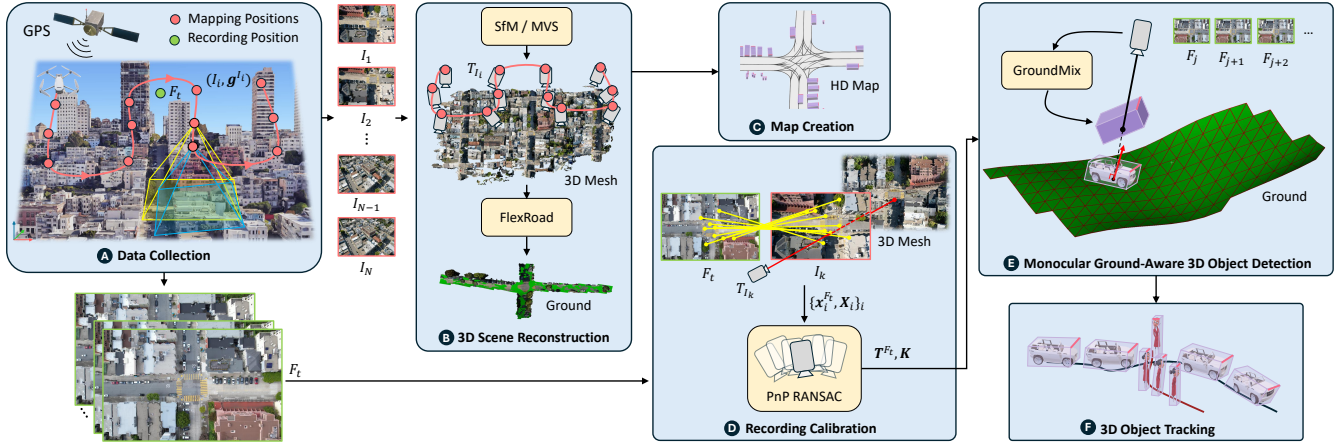 GPS
Mapping Positions
Recording Position
(I_i, g^{I_i})
F_t
A Data Collection
I_1
I_2
⋮
I_{N−1}
I_N
F_t
SfM / MVS
T_{I_i}
3D Mesh
FlexRoad
Ground
B 3D Scene Reconstruction
HD Map
C Map Creation
3D Mesh
F_t
I_k
T_{I_k}
{x_i^{F_t}, X_i}_i
PnP RANSAC
T^{F_t}, K
D Recording Calibration
GroundMix
F_j
F_{j+1}
F_{j+2}
...
Ground
E Monocular Ground-Aware 3D Object Detection
F 3D Object Tracking